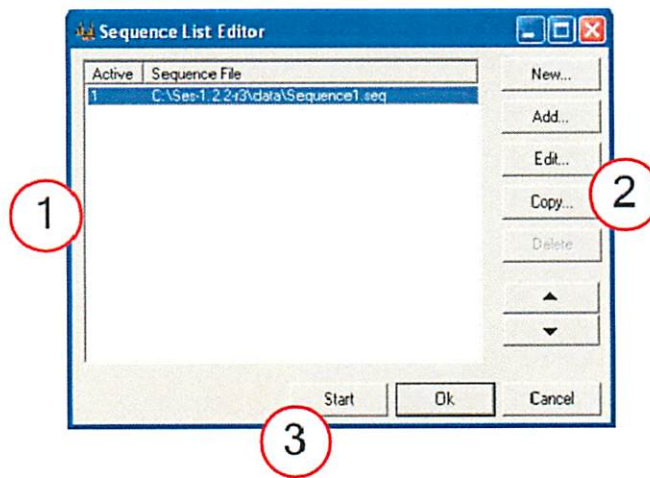 Sequence List Editor
Active Sequence File
1 C:\Ses-1.2.2-r3\data\Sequence1.seq
New...
Add...
Edit...
Copy...
Delete
Start Ok Cancel
1
2
3